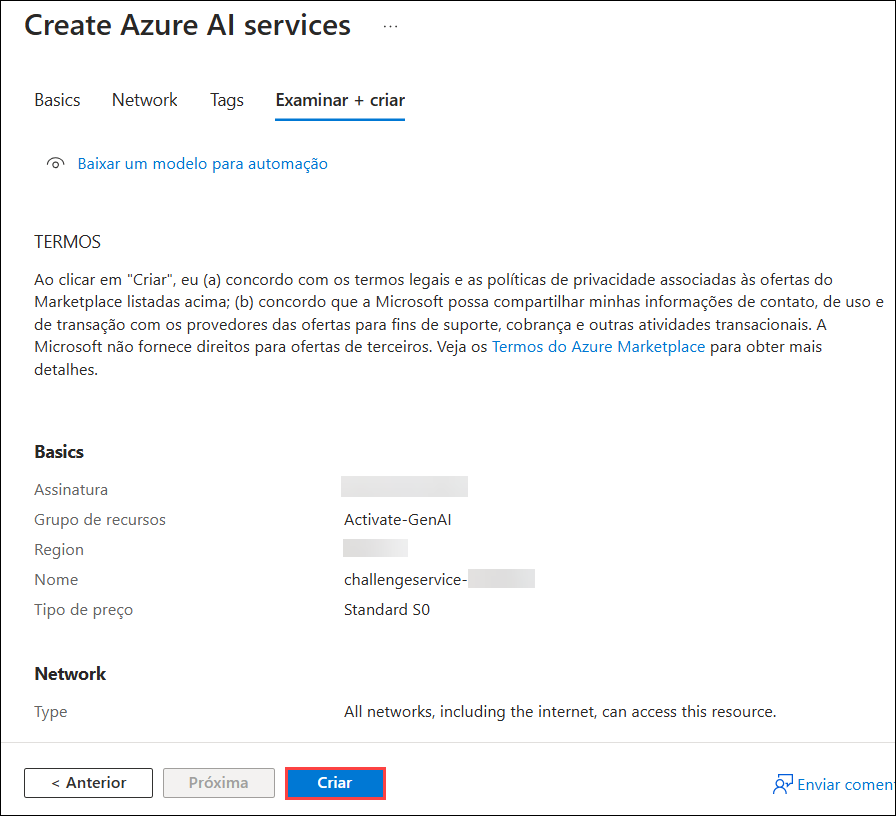 Create Azure AI services ...
Basics Network Tags Examinar + criar
Baixar um modelo para automação
TERMOS
Ao clicar em "Criar", eu (a) concordo com os termos legais e as políticas de privacidade associadas às ofertas do
Marketplace listadas acima; (b) concordo que a Microsoft possa compartilhar minhas informações de contato, de uso e
de transação com os provedores das ofertas para fins de suporte, cobrança e outras atividades transacionais. A
Microsoft não fornece direitos para ofertas de terceiros. Veja os Termos do Azure Marketplace para obter mais
detalhes.
Basics
Assinatura
Grupo de recursos Activate-GenAI
Region
Nome challengeservice-
Tipo de preço Standard S0
Network
Type All networks, including the internet, can access this resource.
< Anterior Próxima Criar Enviar coment